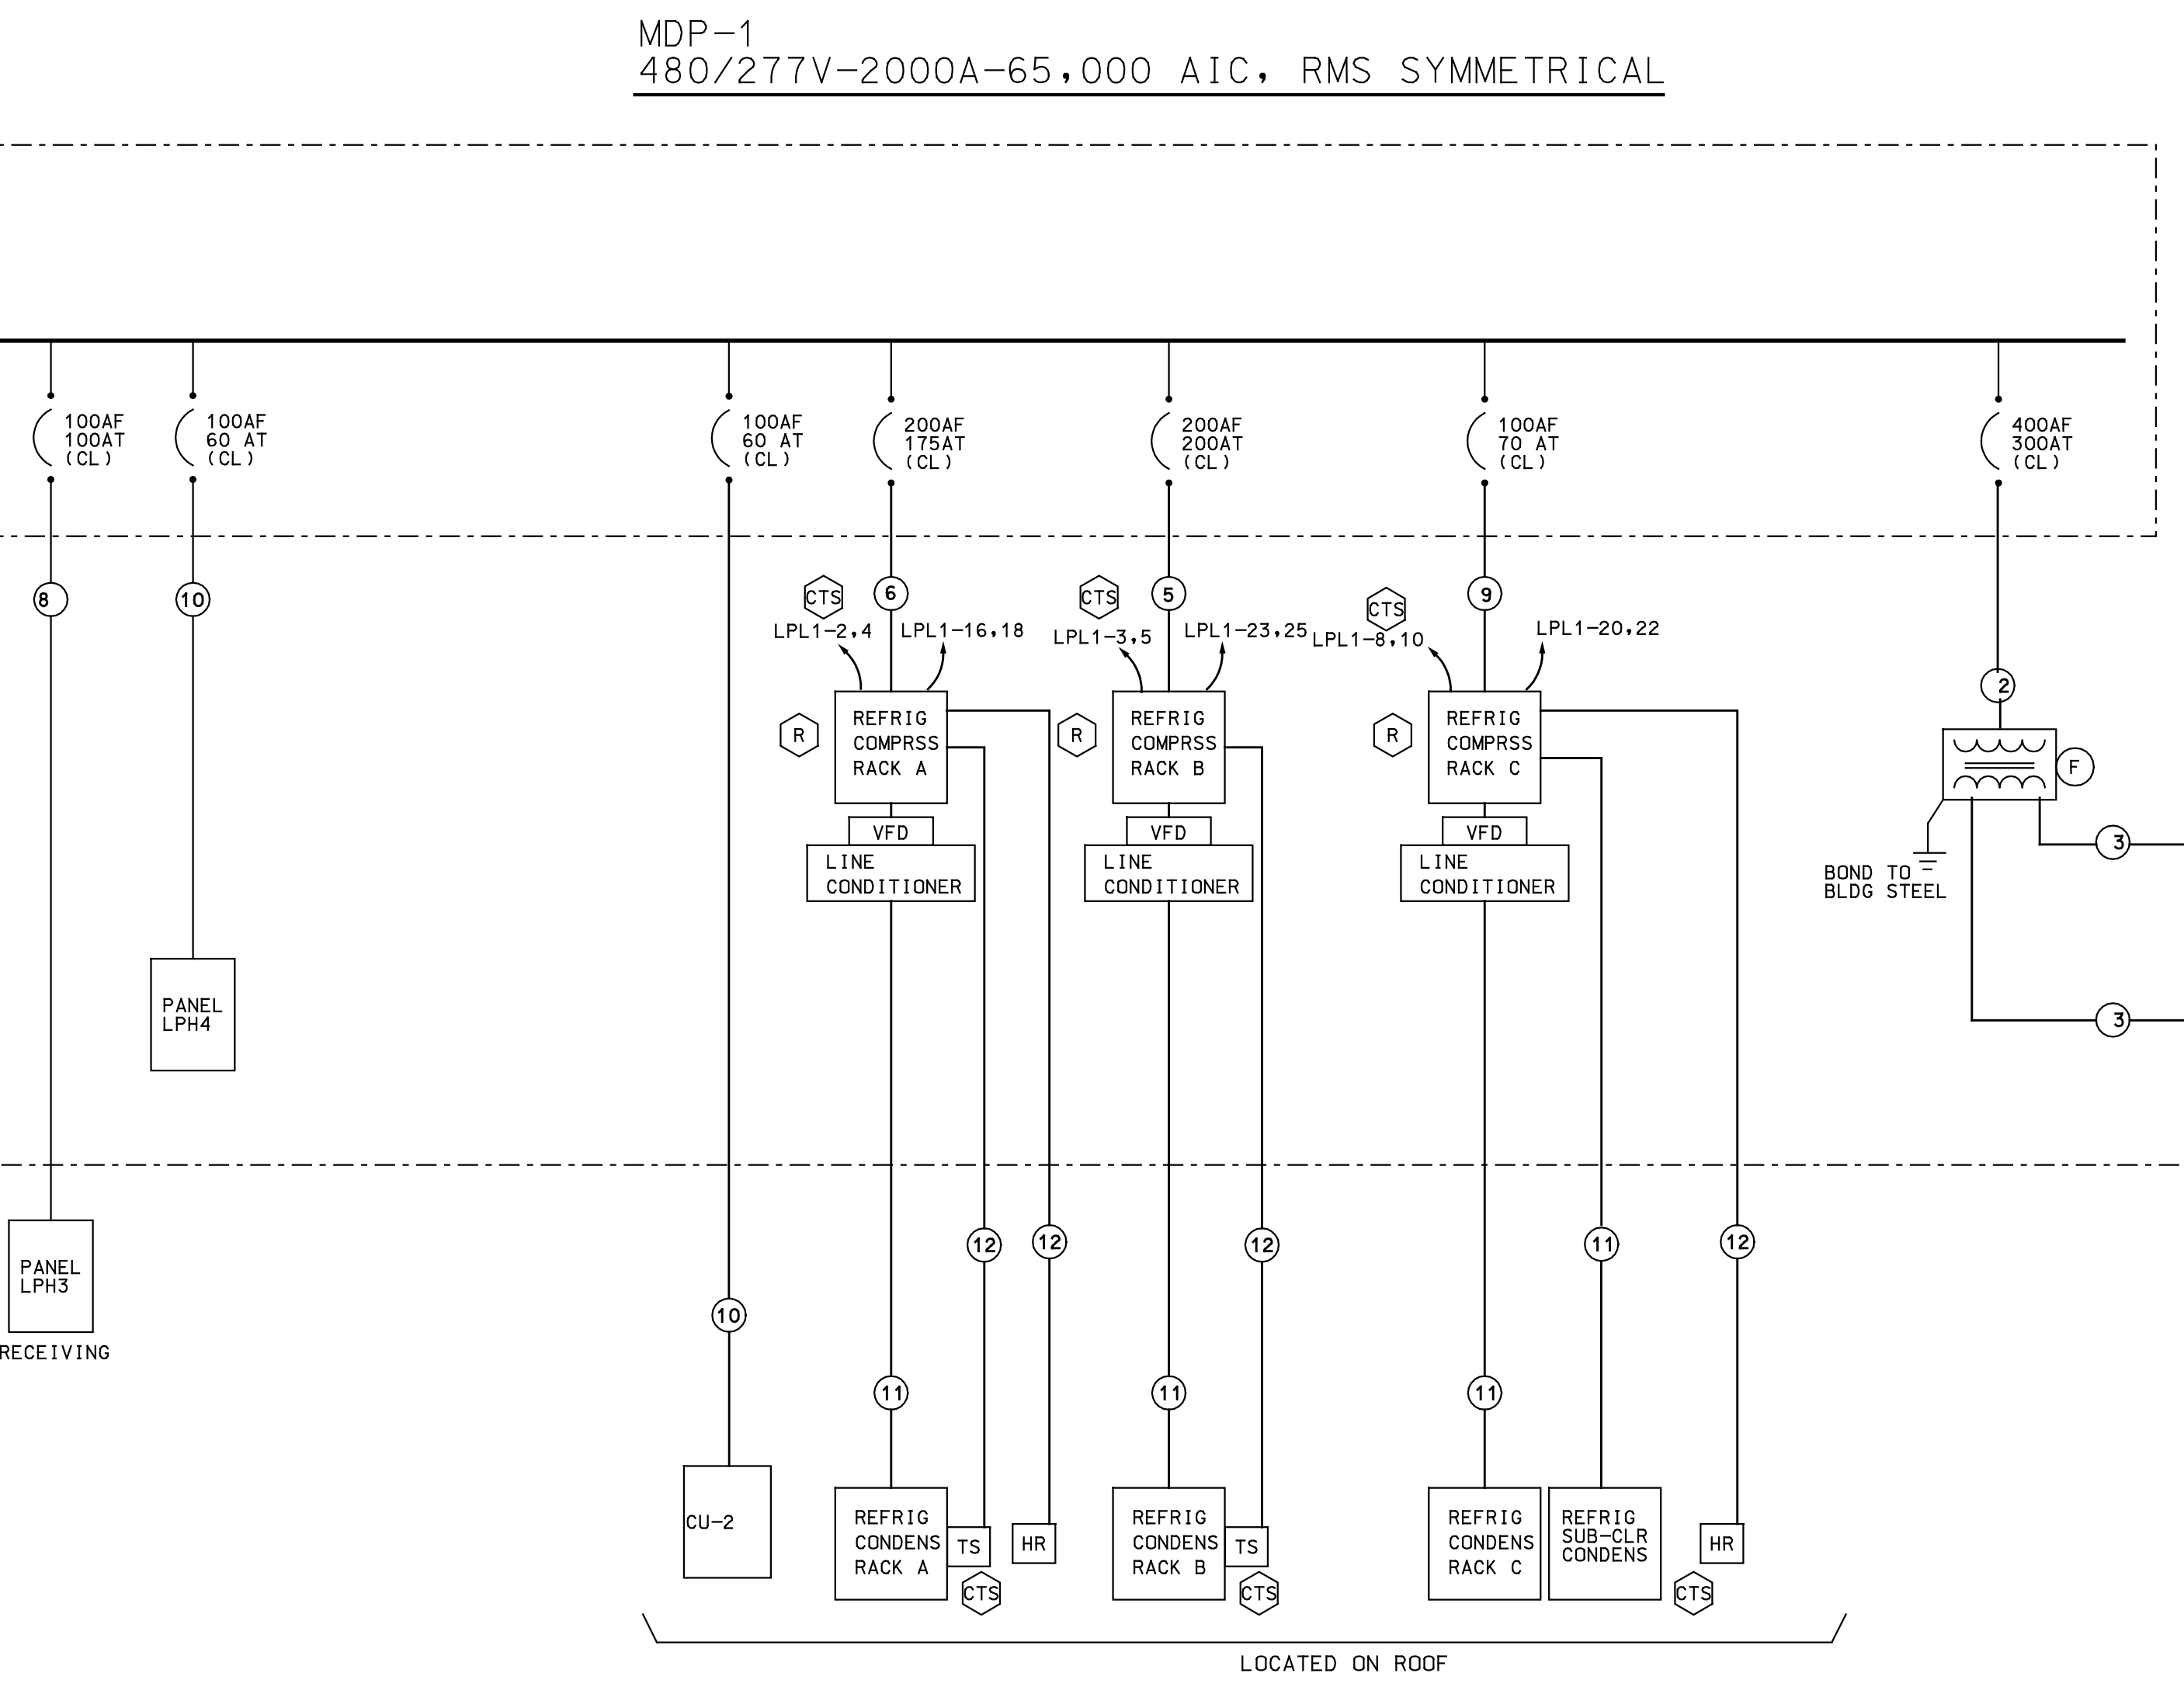 MDP-1
480/277V-2000A-65,000 AIC, RMS SYMMETRICAL
100AF
100AT
(CL)
100AF
60 AT
(CL)
100AF
60 AT
(CL)
200AF
175AT
(CL)
200AF
200AT
(CL)
100AF
70 AT
(CL)
400AF
300AT
(CL)
8
10
CTS
6
LPL1-2,4
LPL1-16,18
CTS
5
LPL1-3,5
LPL1-23,25
CTS
9
LPL1-8,10
LPL1-20,22
2
R
REFRIG
COMPRSS
RACK A
R
REFRIG
COMPRSS
RACK B
R
REFRIG
COMPRSS
RACK C
F
VFD
VFD
VFD
LINE
CONDITIONER
LINE
CONDITIONER
LINE
CONDITIONER
3
BOND TO
BLDG STEEL
3
PANEL
LPH4
PANEL
LPH3
RECEIVING
12
12
12
11
12
10
11
11
11
CU-2
REFRIG
CONDENS
RACK A
TS
HR
CTS
REFRIG
CONDENS
RACK B
TS
CTS
REFRIG
CONDENS
RACK C
REFRIG
SUB-CLR
CONDENS
HR
CTS
LOCATED ON ROOF